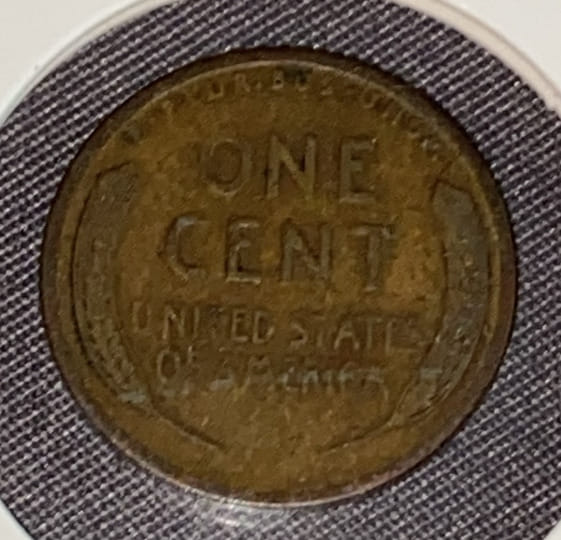 ONE
CENT
UNITED STATES
OF AMERICA